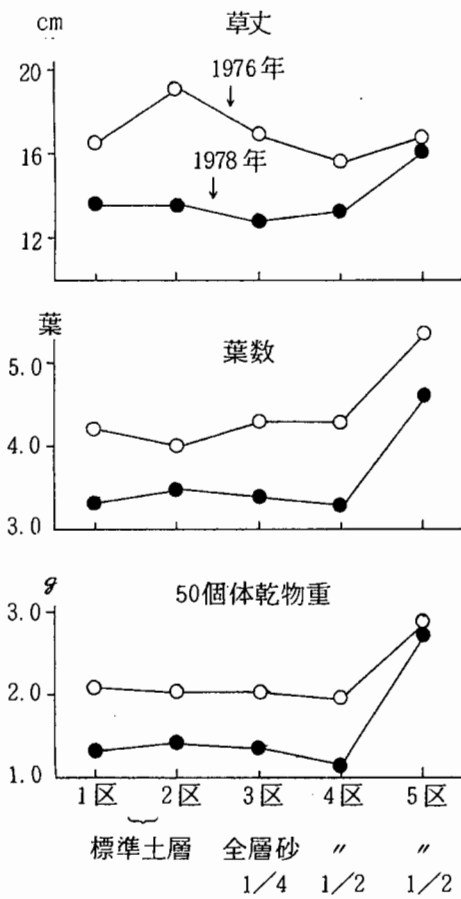 cm 草丈
20
1976年
16
1978年
12
葉
葉数
5.0
4.0
3.0
g
50個体乾物重
3.0
2.0
1.0
1区 2区 3区 4区 5区
標準土層 全層砂 〃 〃
1/4 1/2 1/2